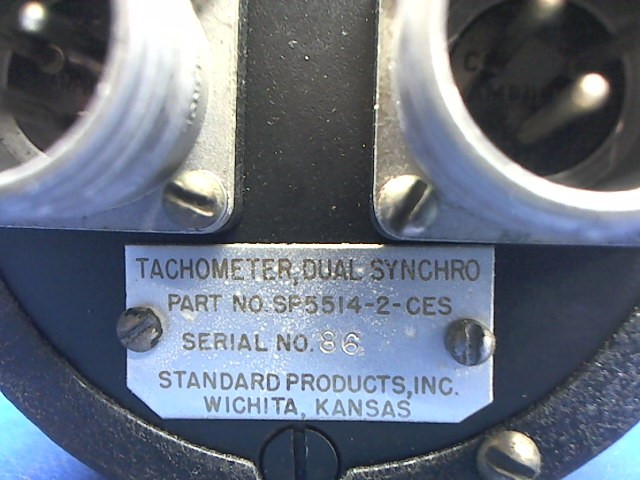 TACHOMETER, DUAL SYNCHRO
PART NO. SP5514-2-CES
SERIAL NO. 86
STANDARD PRODUCTS, INC.
WICHITA, KANSAS